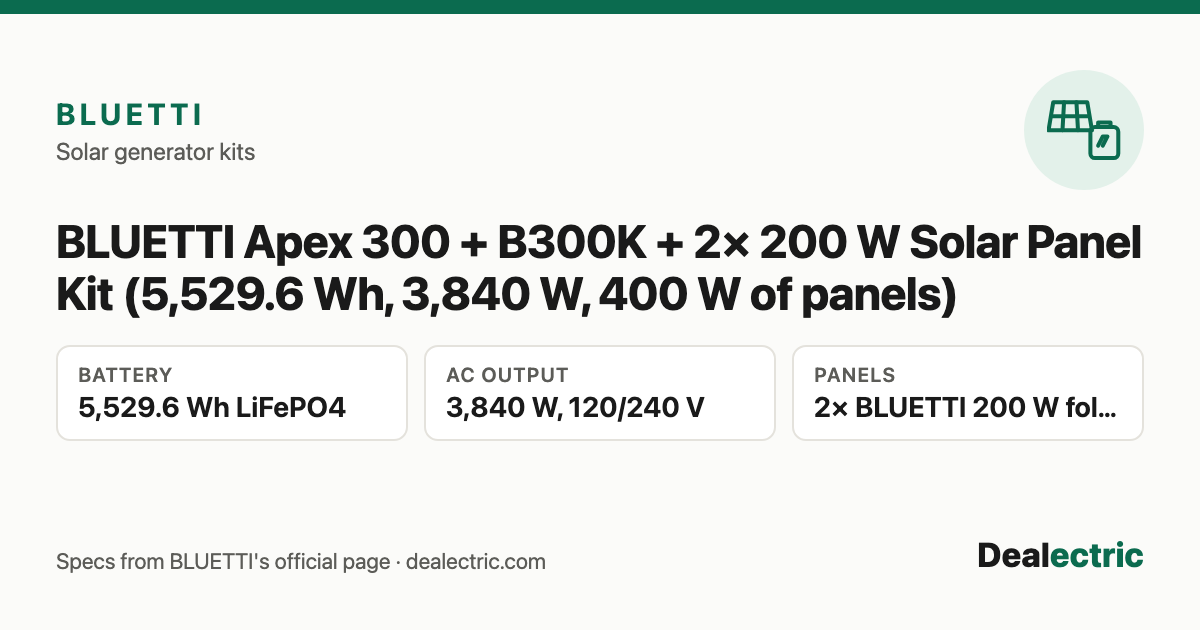 BLUETTI
Solar generator kits
BLUETTI Apex 300 + B300K + 2× 200 W Solar Panel
Kit (5,529.6 Wh, 3,840 W, 400 W of panels)
BATTERY
5,529.6 Wh LiFePO4
AC OUTPUT
3,840 W, 120/240 V
PANELS
2× BLUETTI 200 W fol...
Specs from BLUETTI's official page · dealectric.com
Dealectric